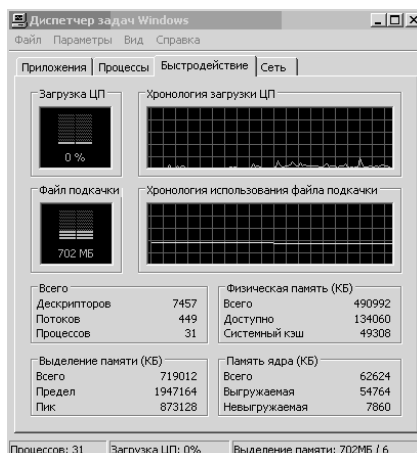 Диспетчер задач Windows
Файл Параметры Вид Справка
Приложения Процессы Быстродействие Сеть
Загрузка ЦП Хронология загрузки ЦП
0 %
Файл подкачки Хронология использования файла подкачки
702 МБ
Всего
Дескрипторов 7457
Потоков 449
Процессов 31
Физическая память (КБ)
Всего 490992
Доступно 134060
Системный кэш 49308
Выделение памяти (КБ)
Всего 719012
Предел 1947164
Пик 873128
Память ядра (КБ)
Всего 62624
Выгружаемая 54764
Невыгружаемая 7860
Процессов: 31 Загрузка ЦП: 0% Выделение памяти: 702МБ / 6